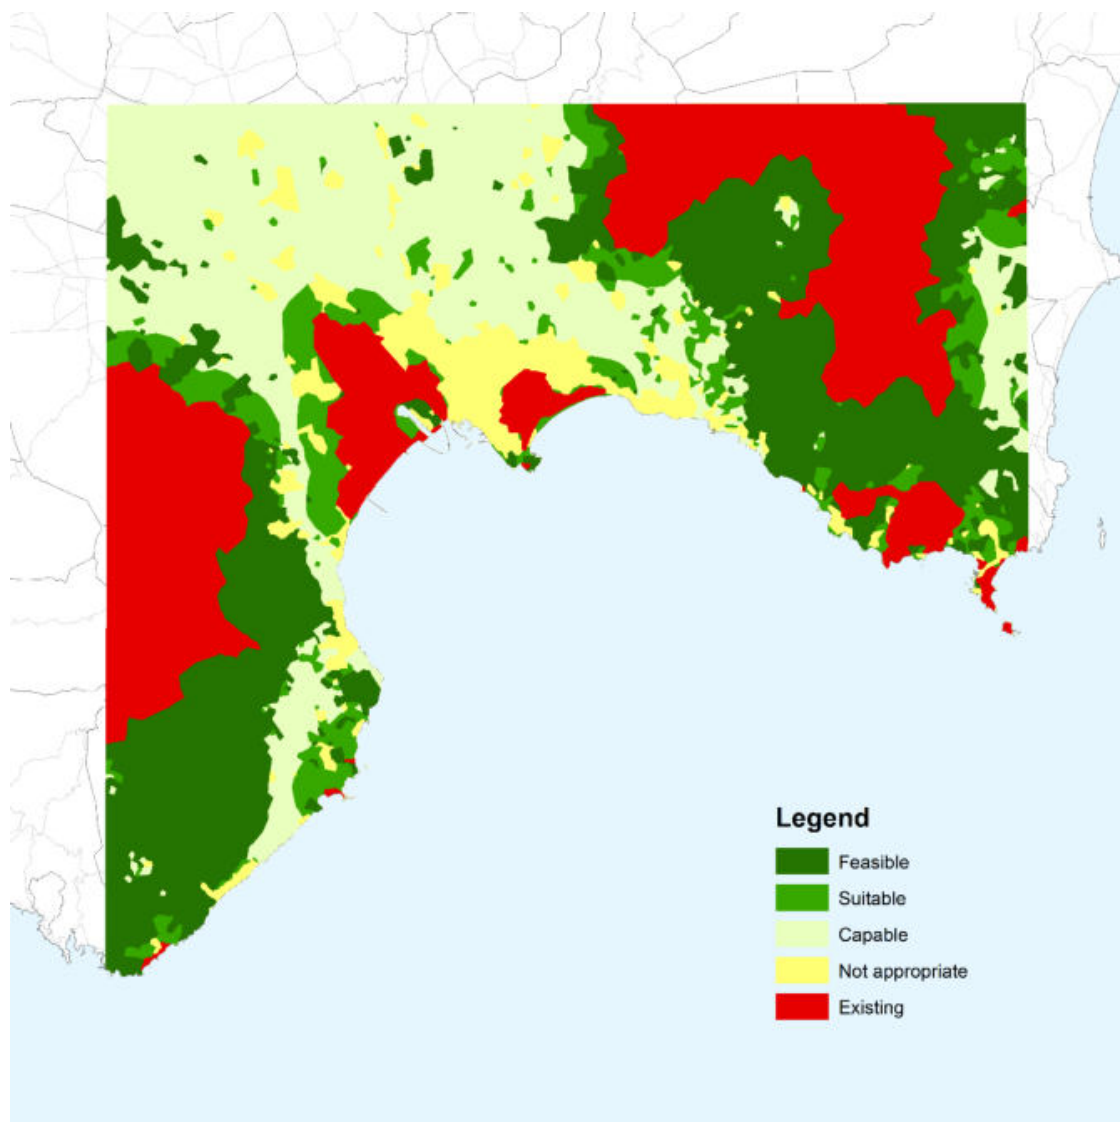 Legend
Feasible
Suitable
Capable
Not appropriate
Existing